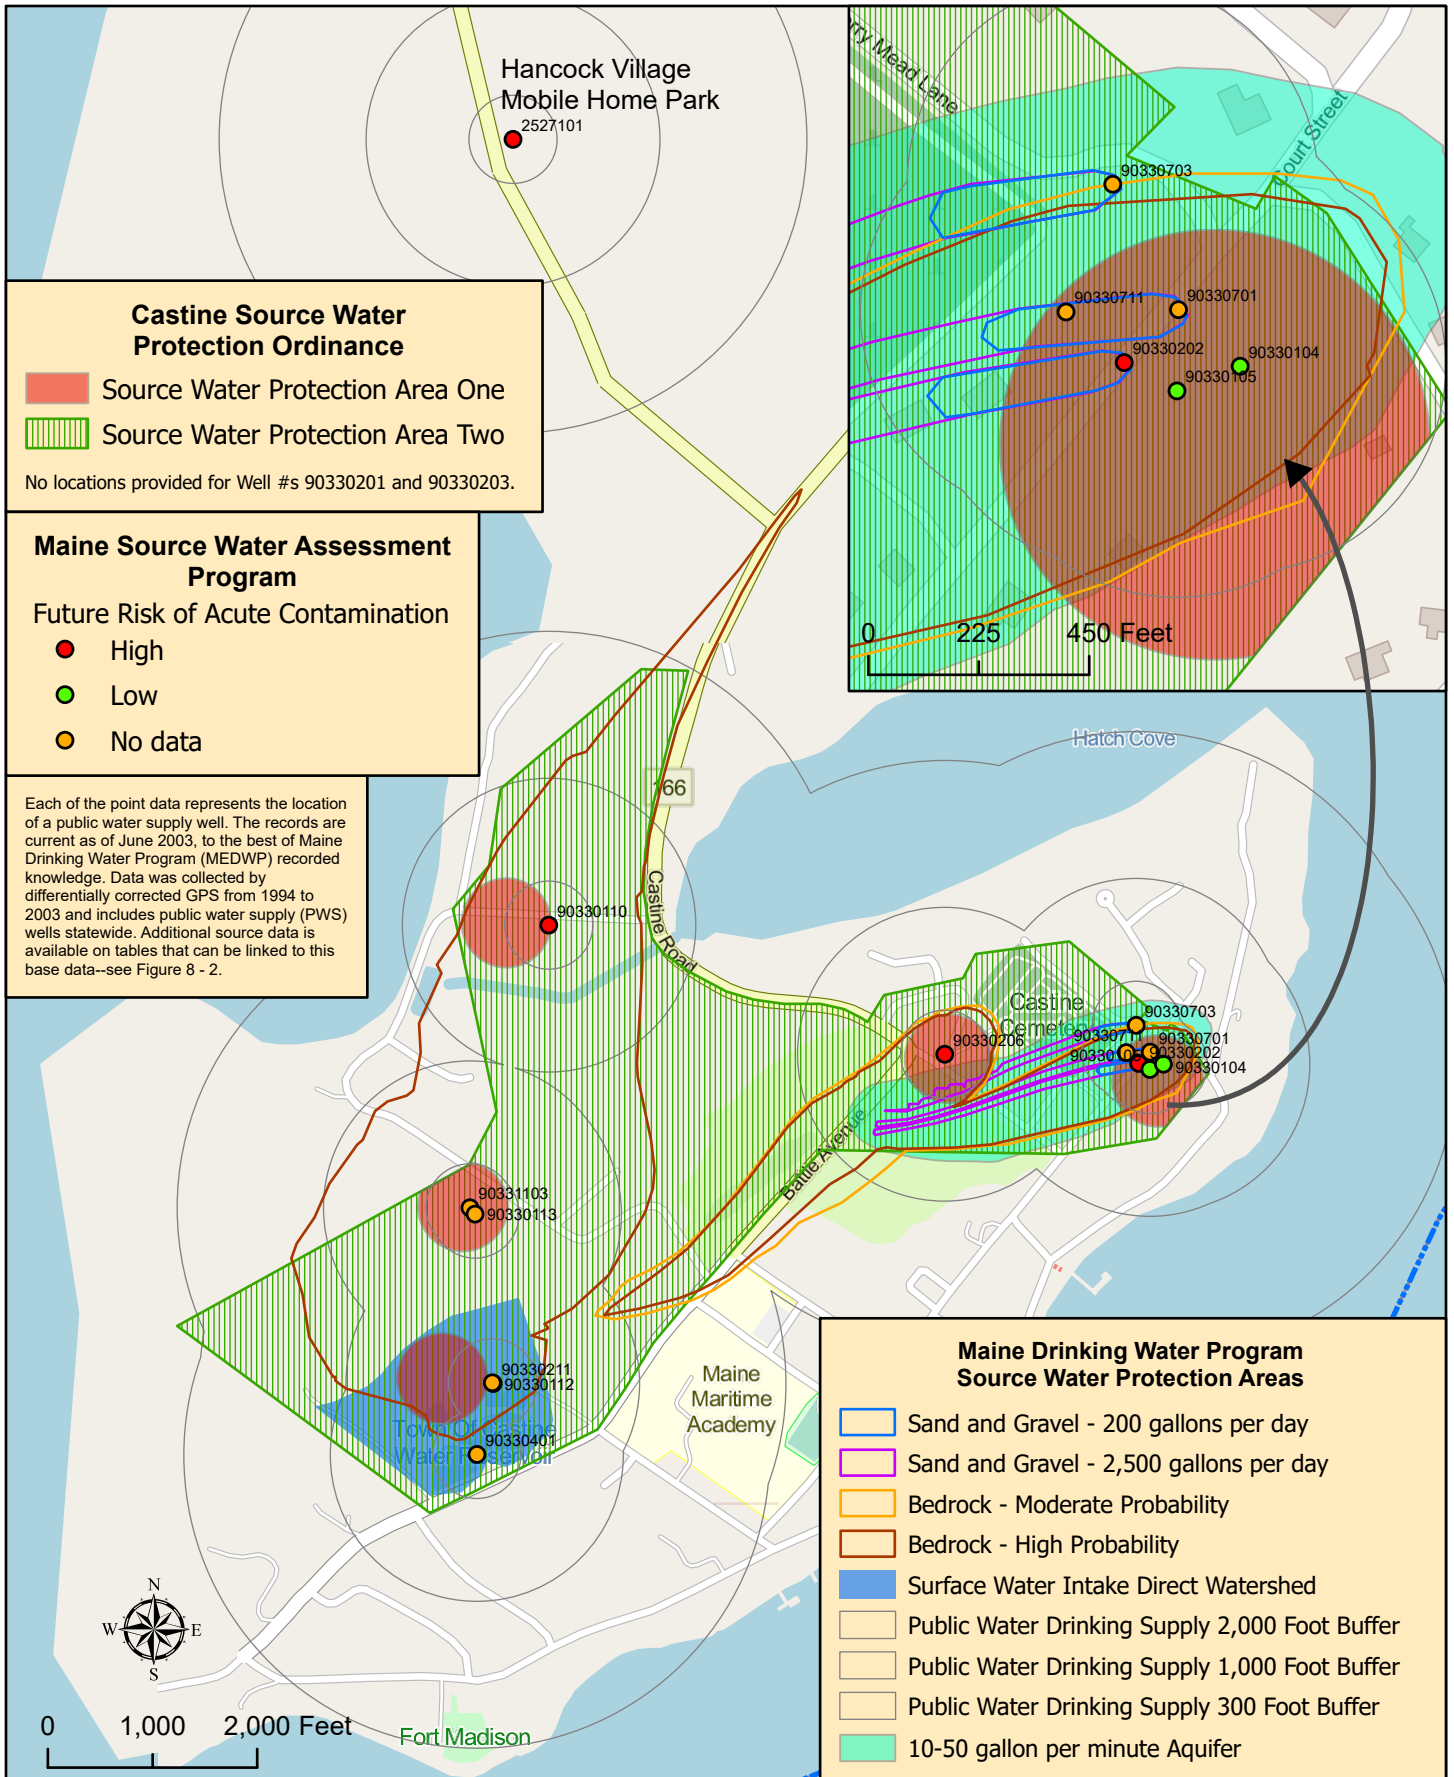 Hancock Village
Mobile Home Park
2527101
Castine Source Water
Protection Ordinance
Source Water Protection Area One
Source Water Protection Area Two
No locations provided for Well #s 90330201 and 90330203.
Maine Source Water Assessment
Program
Future Risk of Acute Contamination
High
Low
No data
Each of the point data represents the location
of a public water supply well. The records are
current as of June 2003, to the best of Maine
Drinking Water Program (MEDWP) recorded
knowledge. Data was collected by
differentially corrected GPS from 1994 to
2003 and includes public water supply (PWS)
wells statewide. Additional source data is
available on tables that can be linked to this
base data--see Figure 8 - 2.
Mead Lane
Court Street
90330703
90330711
90330701
90330202
90330104
90330105
0 225 450 Feet
Hatch Cove
166
Castine Road
90330110
Castine
Cemetery
90330703
90330701
90330202
90330104
90330206
Battle Avenue
90331103
90330113
90330211
90330112
Town Of Castine
90330401
Water Reservoir
Maine
Maritime
Academy
N
W E
S
0 1,000 2,000 Feet
Fort Madison
Maine Drinking Water Program
Source Water Protection Areas
Sand and Gravel - 200 gallons per day
Sand and Gravel - 2,500 gallons per day
Bedrock - Moderate Probability
Bedrock - High Probability
Surface Water Intake Direct Watershed
Public Water Drinking Supply 2,000 Foot Buffer
Public Water Drinking Supply 1,000 Foot Buffer
Public Water Drinking Supply 300 Foot Buffer
10-50 gallon per minute Aquifer